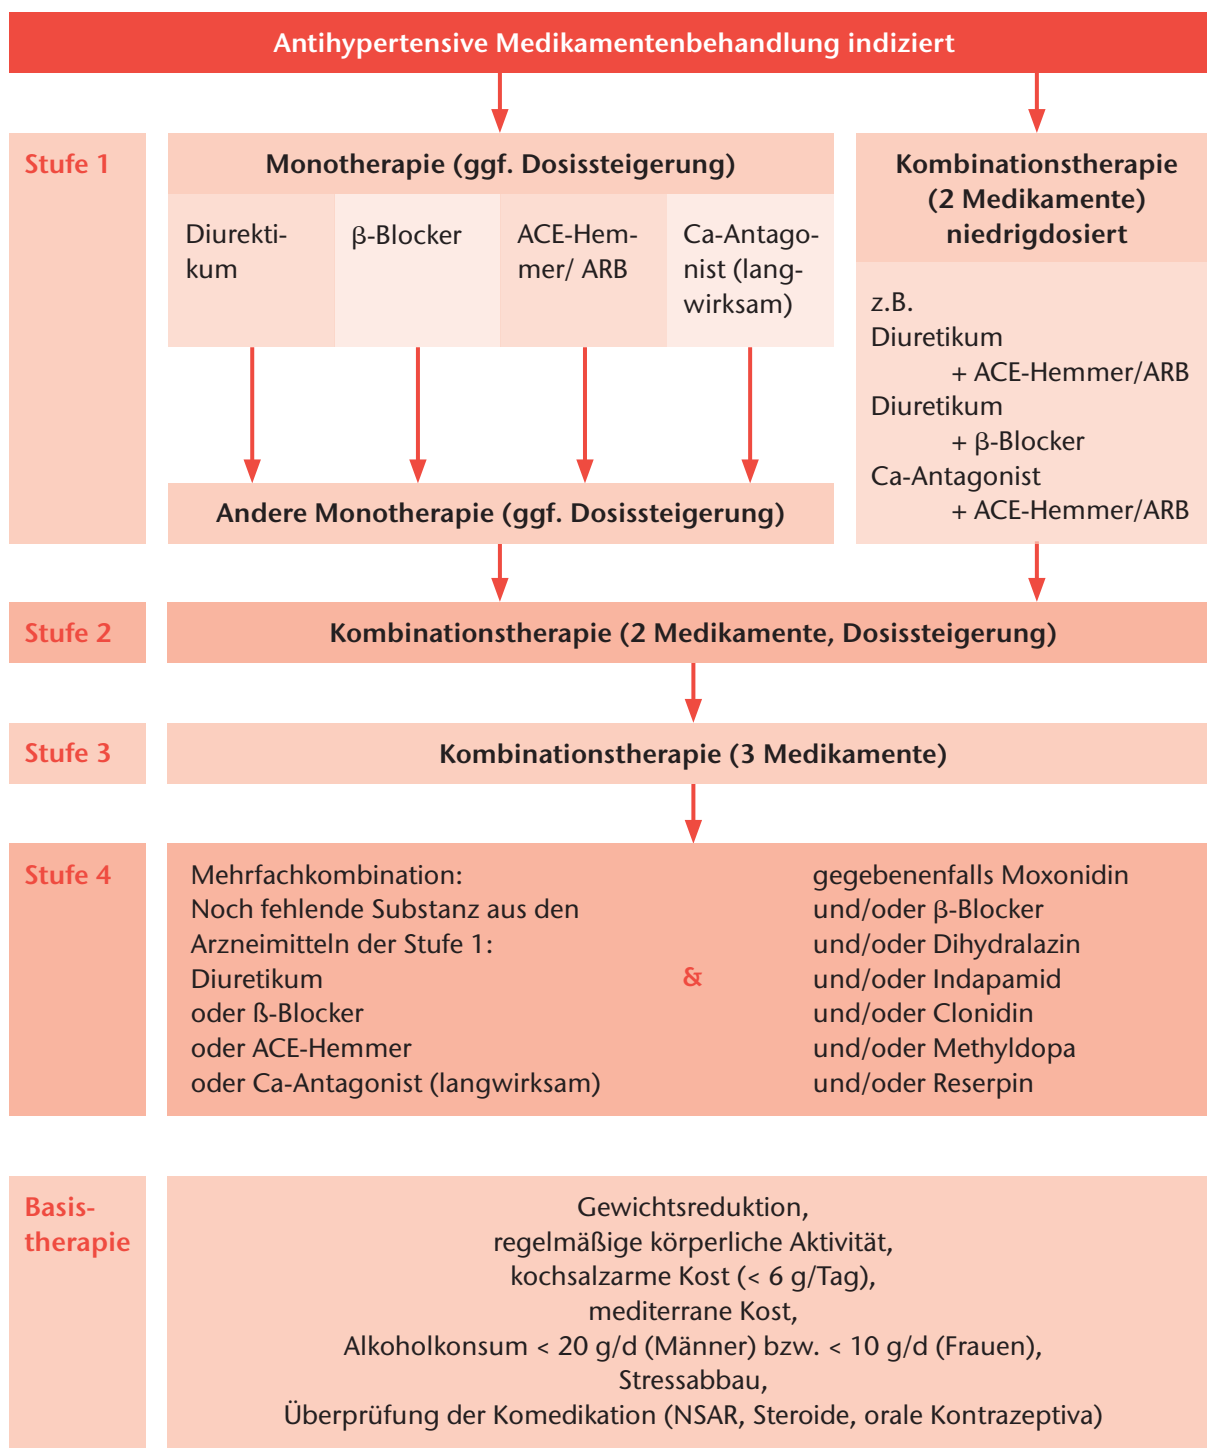 Antihypertensive Medikamentenbehandlung indiziert
Stufe 1
Monotherapie (ggf. Dosissteigerung)
Diurekti-
kum
β-Blocker
ACE-Hem-
mer/ ARB
Ca-Antago-
nist (lang-
wirksam)
Andere Monotherapie (ggf. Dosissteigerung)
Kombinationstherapie
(2 Medikamente)
niedrigdosiert
z.B.
Diuretikum
+ ACE-Hemmer/ARB
Diuretikum
+ β-Blocker
Ca-Antagonist
+ ACE-Hemmer/ARB
Stufe 2
Kombinationstherapie (2 Medikamente, Dosissteigerung)
Stufe 3
Kombinationstherapie (3 Medikamente)
Stufe 4
Mehrfachkombination:
Noch fehlende Substanz aus den
Arzneimitteln der Stufe 1:
Diuretikum
oder ß-Blocker
oder ACE-Hemmer
oder Ca-Antagonist (langwirksam)
&
gegebenenfalls Moxonidin
und/oder β-Blocker
und/oder Dihydralazin
und/oder Indapamid
und/oder Clonidin
und/oder Methyldopa
und/oder Reserpin
Basis-
therapie
Gewichtsreduktion,
regelmäßige körperliche Aktivität,
kochsalzarme Kost (< 6 g/Tag),
mediterrane Kost,
Alkoholkonsum < 20 g/d (Männer) bzw. < 10 g/d (Frauen),
Stressabbau,
Überprüfung der Komedikation (NSAR, Steroide, orale Kontrazeptiva)